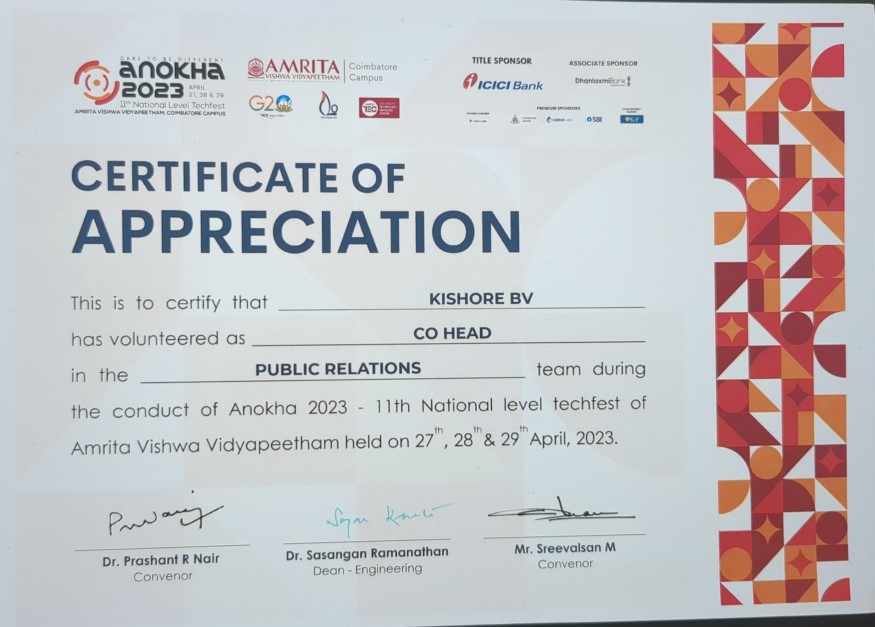 DARE TO BE DIFFERENT
ANOKHA
2023 APRIL 27, 28 & 29
11th National Level Techfest
AMRITA VISHWA VIDYAPEETHAM, COIMBATORE CAMPUS
AMRITA
VISHWA VIDYAPEETHAM
Coimbatore
Campus
G20
IEC
TITLE SPONSOR
ICICI Bank
ASSOCIATE SPONSOR
DhanlaxmiBank
PREMIUM SPONSORS
SBI
CERTIFICATE OF
APPRECIATION
This is to certify that KISHORE BV
has volunteered as CO HEAD
in the PUBLIC RELATIONS team during
the conduct of Anokha 2023 - 11th National level techfest of
Amrita Vishwa Vidyapeetham held on 27th, 28th & 29th April, 2023.
Dr. Prashant R Nair
Convenor
Dr. Sasangan Ramanathan
Dean - Engineering
Mr. Sreevalsan M
Convenor